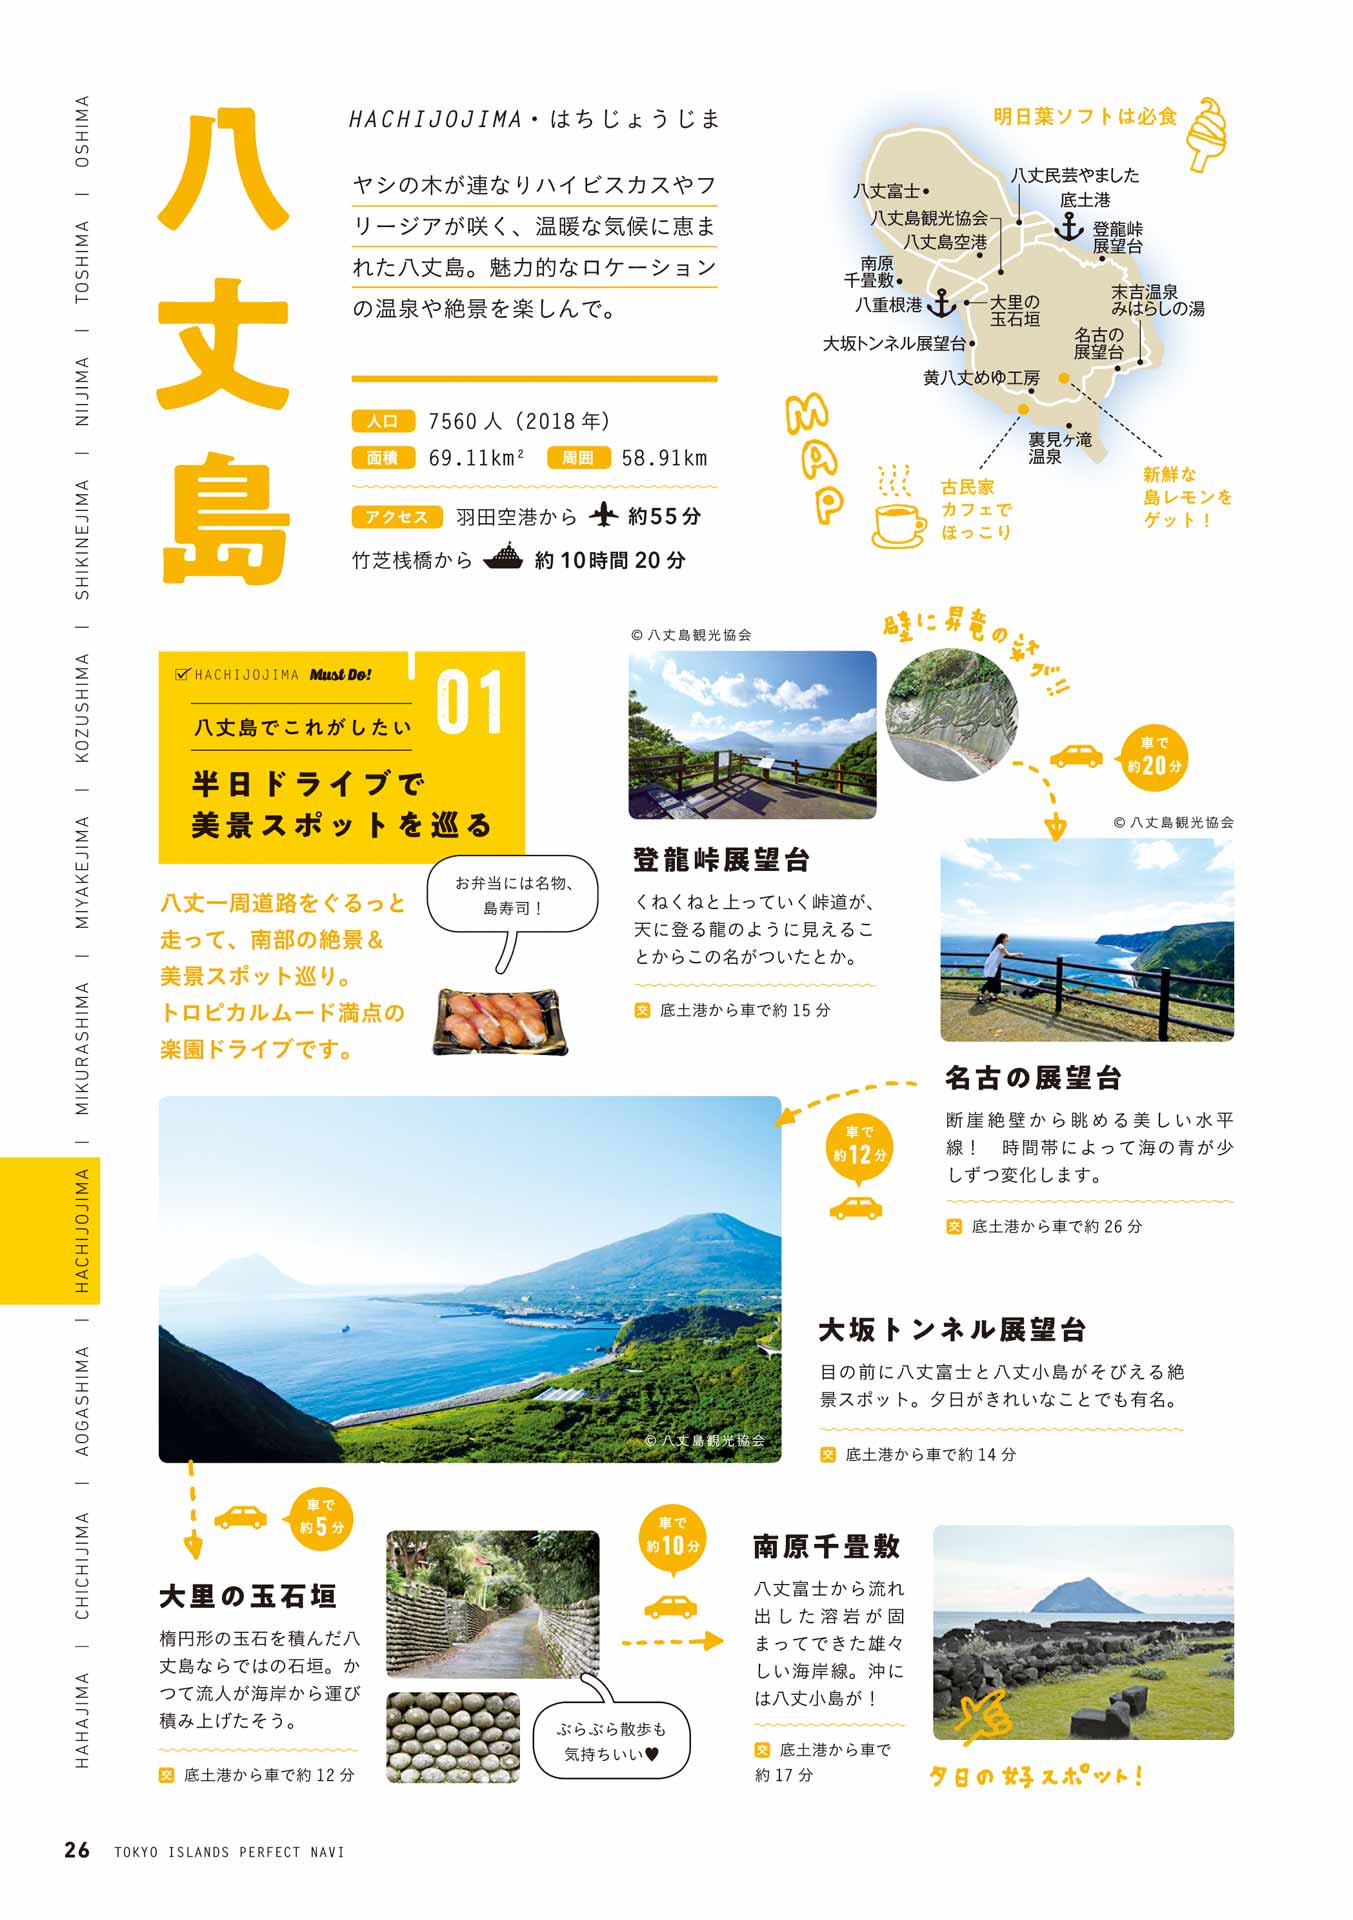 八丈島
HACHIJOJIMA・はちじょうじま
ヤシの木が連なりハイビスカスやフ
リージアが咲く、温暖な気候に恵ま
れた八丈島。魅力的なロケーション
の温泉や絶景を楽しんで。
人口 7560人（2018年）
面積 69.11km² 周囲 58.91km
アクセス 羽田空港から 約55分
竹芝桟橋から 約10時間20分
明日葉ソフトは必食
八丈富士
八丈民芸やました
底土港
八丈島観光協会
八丈島空港
登龍峠
展望台
南原
千畳敷
八重根港
大里の
玉石垣
末吉温泉
みはらしの湯
大坂トンネル展望台
名古の
展望台
黄八丈めゆ工房
裏見ヶ滝
温泉
MAP
古民家
カフェで
ほっこり
新鮮な
島レモンを
ゲット！
HACHIJOJIMA Must Do!
01
八丈島でこれがしたい
半日ドライブで
美景スポットを巡る
八丈一周道路をぐるっと
走って、南部の絶景＆
美景スポット巡り。
トロピカルムード満点の
楽園ドライブです。
お弁当には名物、
島寿司！
© 八丈島観光協会
壁に昇竜の姿が!!
登龍峠展望台
くねくねと上っていく峠道が、
天に登る龍のように見えるこ
とからこの名がついたとか。
交 底土港から車で約15分
車で
約20分
© 八丈島観光協会
名古の展望台
断崖絶壁から眺める美しい水平
線！　時間帯によって海の青が少
しずつ変化します。
交 底土港から車で約26分
車で
約12分
© 八丈島観光協会
大坂トンネル展望台
目の前に八丈富士と八丈小島がそびえる絶
景スポット。夕日がきれいなことでも有名。
交 底土港から車で約14分
車で
約5分
大里の玉石垣
楕円形の玉石を積んだ八
丈島ならではの石垣。か
つて流人が海岸から運び
積み上げたそう。
交 底土港から車で約12分
ぶらぶら散歩も
気持ちいい♥
車で
約10分
南原千畳敷
八丈富士から流れ
出した溶岩が固
まってできた雄々
しい海岸線。沖に
は八丈小島が！
交 底土港から車で
約17分
夕日の好スポット！
HAHAJIMA | CHICHIJIMA | AOGASHIMA | HACHIJOJIMA | MIKURASHIMA | MIYAKEJIMA | KOZUSHIMA | SHIKINEJIMA | NIIJIMA | TOSHIMA | OSHIMA
26 TOKYO ISLANDS PERFECT NAVI